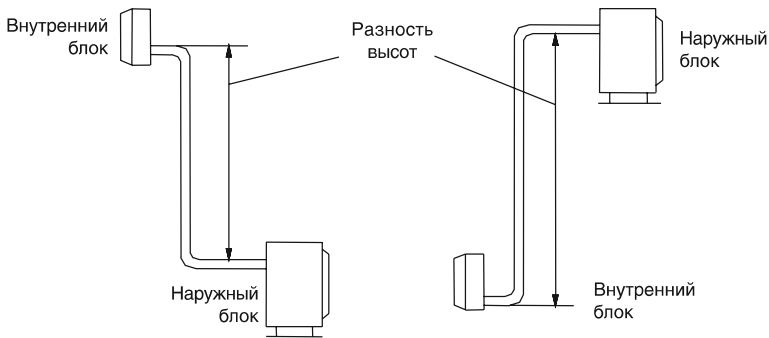 Внутренний
блок
Разность
высот
Наружный
блок
Наружный
блок
Внутренний
блок